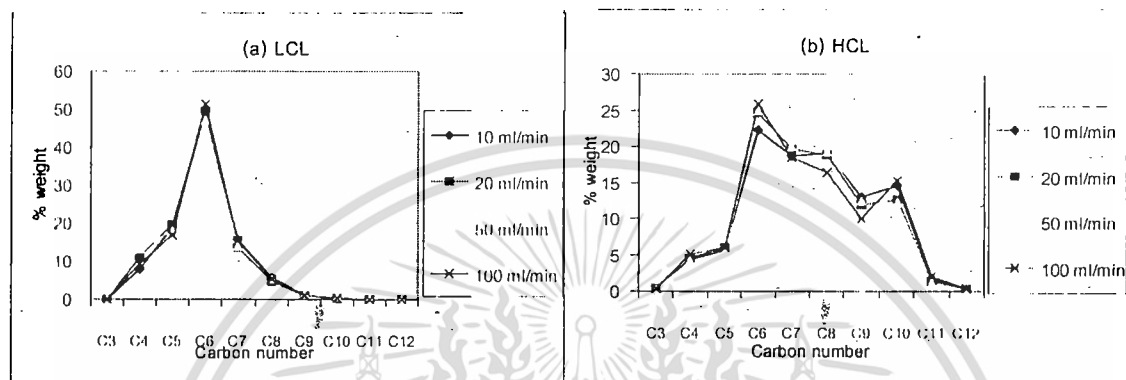 (a) LCL
60
50
40
30
20
10
0
% weight
C3 C4 C5 C6 C7 C8 C9 C10 C11 C12
Carbon number
10 ml/min
20 ml/min
50 ml/min
100 ml/min
(b) HCL
30
25
20
15
10
5
0
% weight
C3 C4 C5 C6 C7 C8 C9 C10 C11 C12
Carbon number
10 ml/min
20 ml/min
50 ml/min
100 ml/min